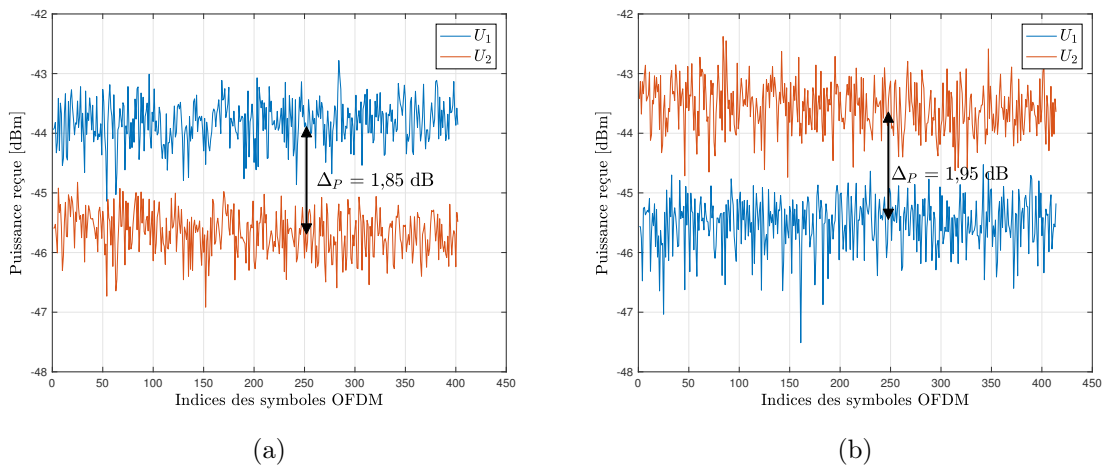 -42
-43
-44
-45
-46
-47
-48
Puissance reçue [dBm]
U1
U2
ΔP = 1,85 dB
0 50 100 150 200 250 300 350 400 450
Indices des symboles OFDM
(a)
-42
-43
-44
-45
-46
-47
-48
Puissance reçue [dBm]
U1
U2
ΔP = 1,95 dB
0 50 100 150 200 250 300 350 400 450
Indices des symboles OFDM
(b)